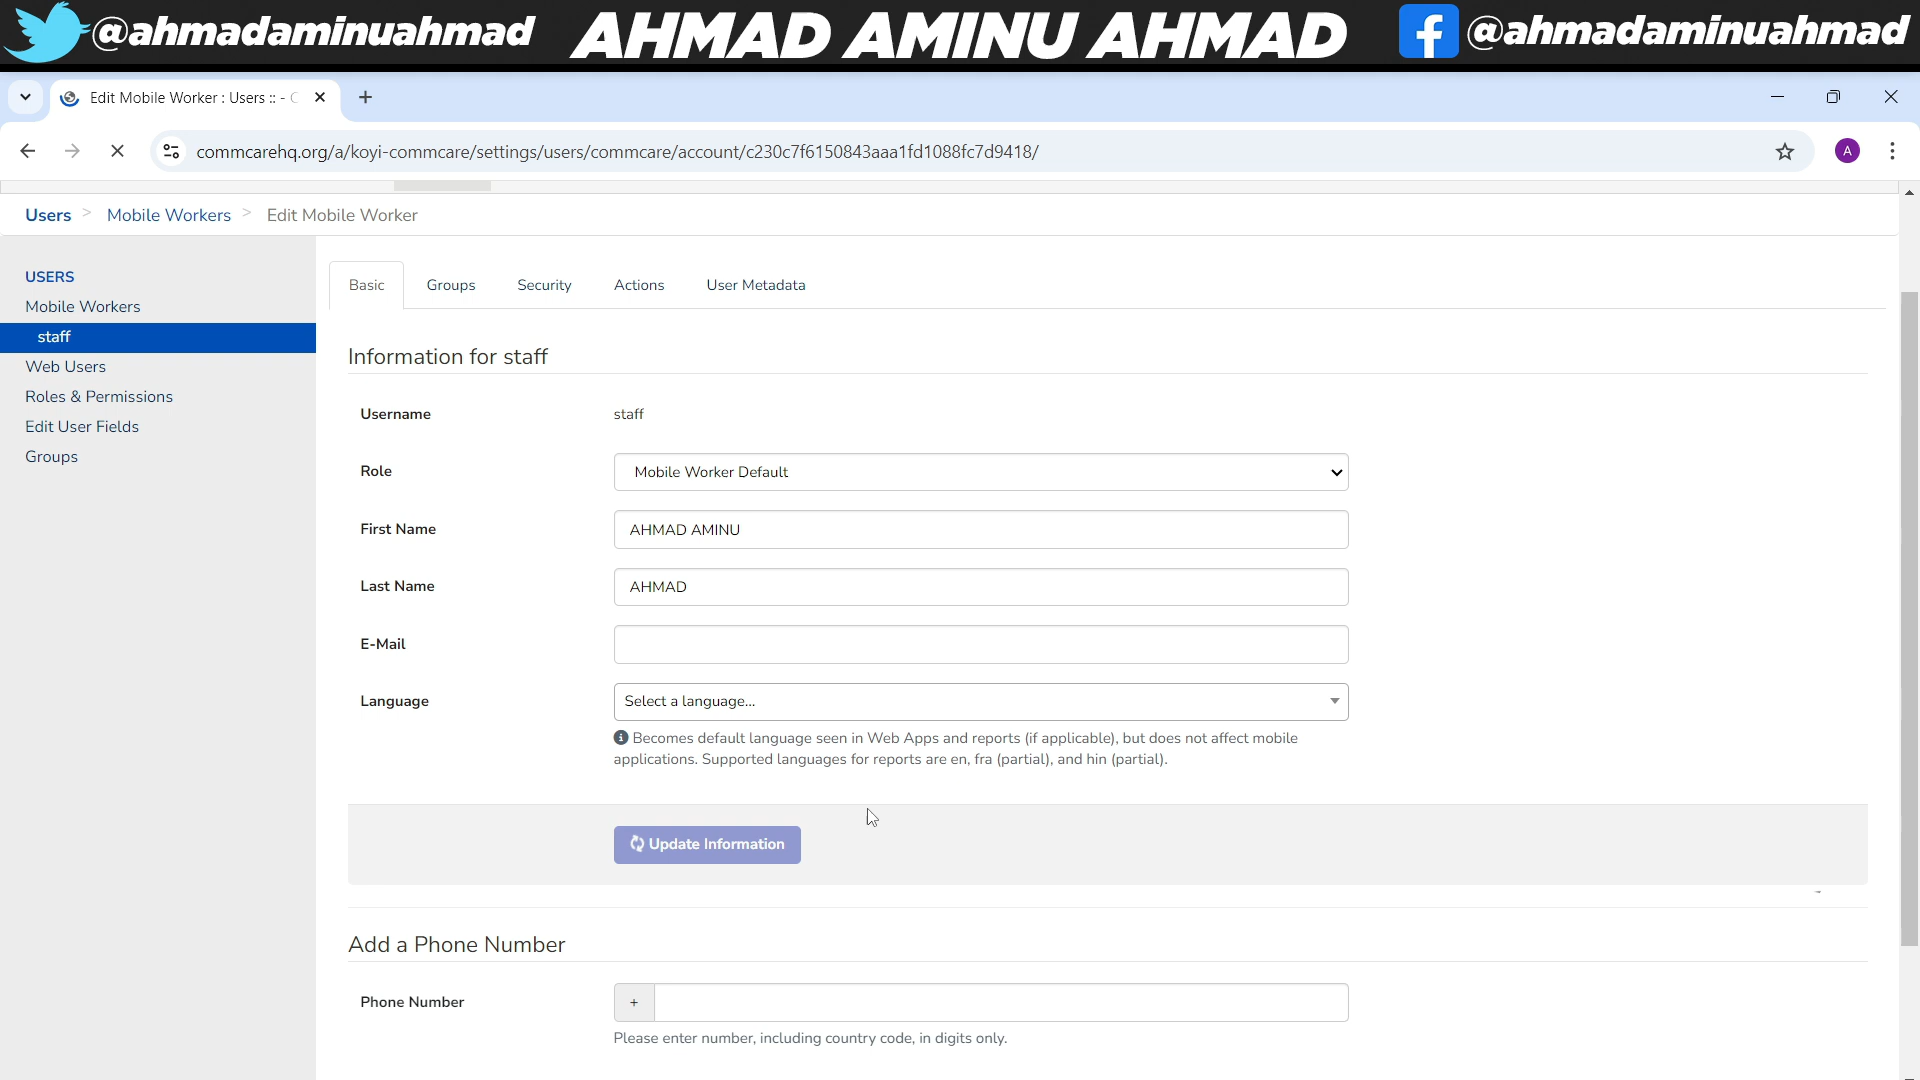 @ahmadaminuahmad AHMAD AMINU AHMAD @ahmadaminuahmad
Edit Mobile Worker : Users :: -
commcarehq.org/a/koyi-commcare/settings/users/commcare/account/c230c7f6150843aaa1fd1088fc7d9418/
A
Users > Mobile Workers > Edit Mobile Worker
USERS
Mobile Workers
staff
Web Users
Roles & Permissions
Edit User Fields
Groups
Basic Groups Security Actions User Metadata
Information for staff
Username staff
Role Mobile Worker Default
First Name AHMAD AMINU
Last Name AHMAD
E-Mail
Language Select a language...
Becomes default language seen in Web Apps and reports (if applicable), but does not affect mobile
applications. Supported languages for reports are en, fra (partial), and hin (partial).
Update Information
Add a Phone Number
Phone Number +
Please enter number, including country code, in digits only.